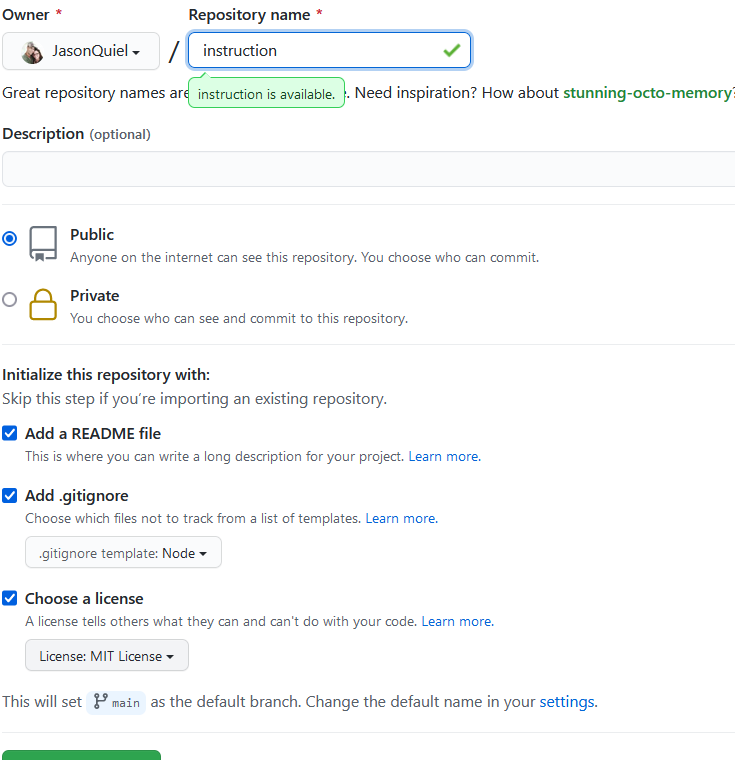 Owner * Repository name *
JasonQuiel / instruction
Great repository names are . Need inspiration? How about stunning-octo-memory?
instruction is available.
Description (optional)
Public
Anyone on the internet can see this repository. You choose who can commit.
Private
You choose who can see and commit to this repository.
Initialize this repository with:
Skip this step if you’re importing an existing repository.
Add a README file
This is where you can write a long description for your project. Learn more.
Add .gitignore
Choose which files not to track from a list of templates. Learn more.
.gitignore template: Node
Choose a license
A license tells others what they can and can't do with your code. Learn more.
License: MIT License
This will set main as the default branch. Change the default name in your settings.